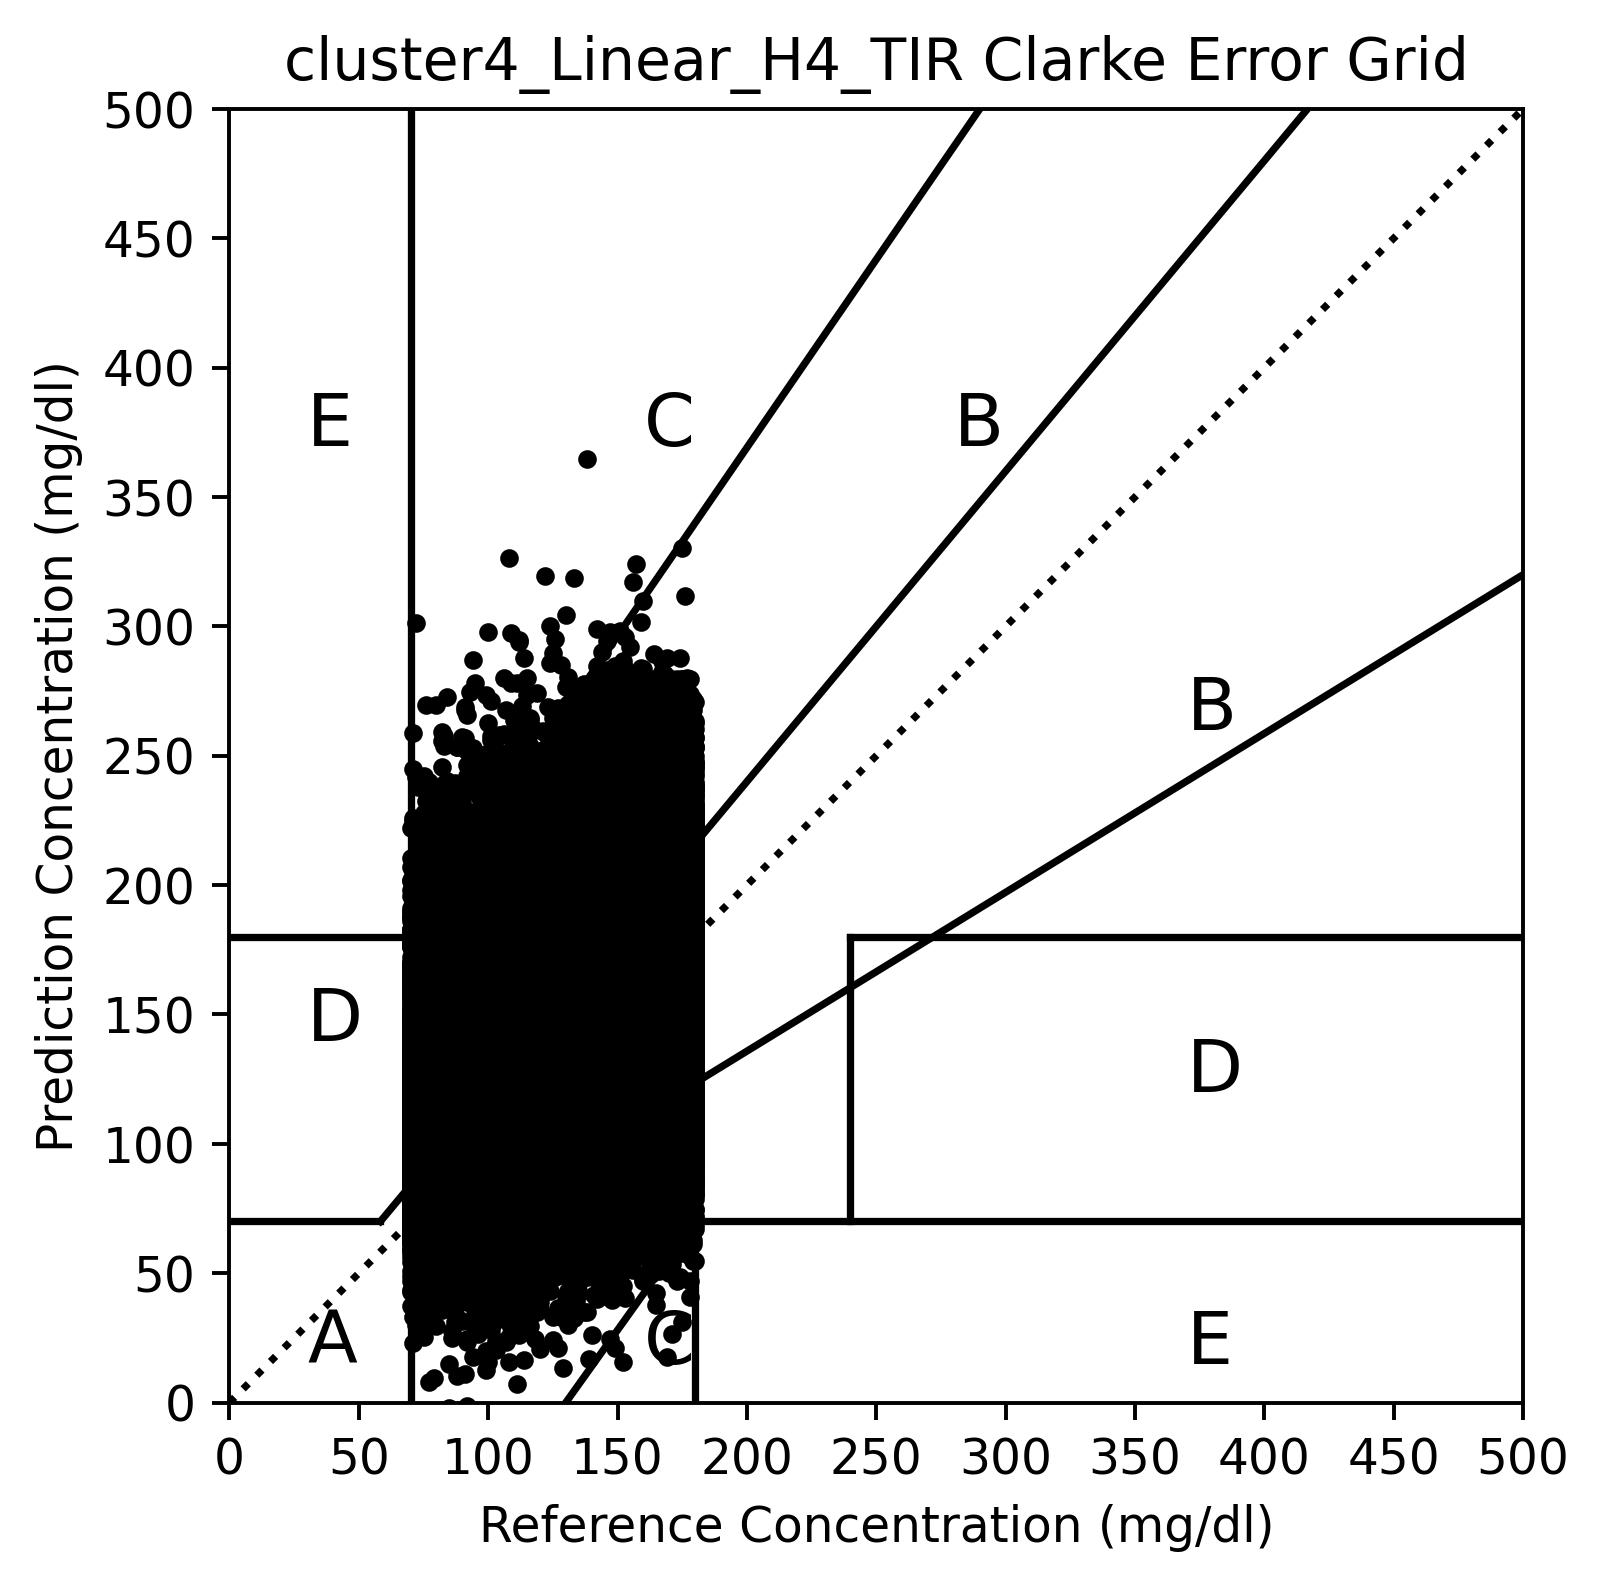 cluster4_Linear_H4_TIR Clarke Error Grid
500
450
400
350
300
250
200
150
100
50
0
Prediction Concentration (mg/dl)
E
C
B
B
D
D
A
C
E
0 50 100 150 200 250 300 350 400 450 500
Reference Concentration (mg/dl)